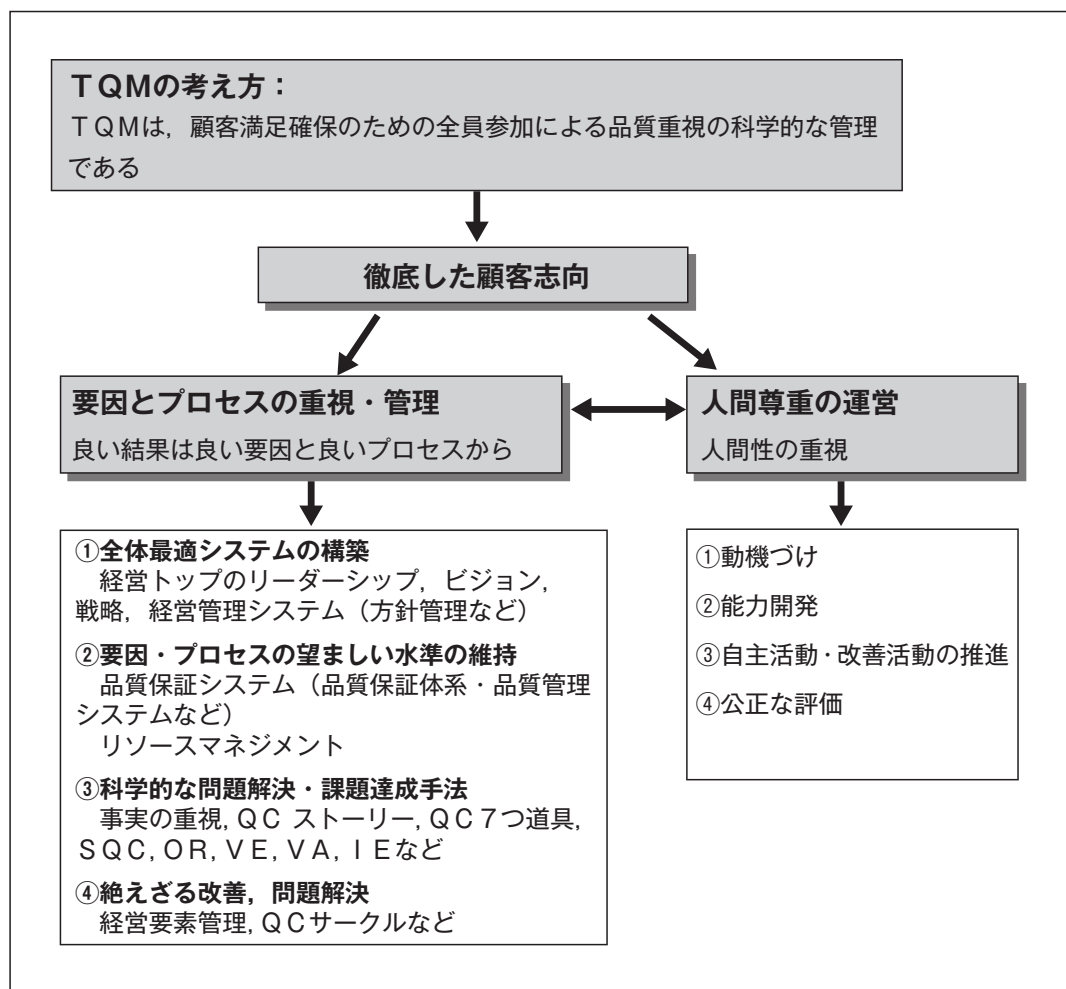 ＴＱＭの考え方：
ＴＱＭは，顧客満足確保のための全員参加による品質重視の科学的な管理
である
徹底した顧客志向
要因とプロセスの重視・管理
良い結果は良い要因と良いプロセスから
人間尊重の運営
人間性の重視
①全体最適システムの構築
経営トップのリーダーシップ，ビジョン，
戦略，経営管理システム（方針管理など）
②要因・プロセスの望ましい水準の維持
品質保証システム（品質保証体系・品質管理
システムなど）
リソースマネジメント
③科学的な問題解決・課題達成手法
事実の重視，ＱＣ ストーリー，ＱＣ７つ道具，
ＳＱＣ，ＯＲ，ＶＥ，ＶＡ，ＩＥなど
④絶えざる改善，問題解決
経営要素管理，ＱＣサークルなど
①動機づけ
②能力開発
③自主活動・改善活動の推進
④公正な評価